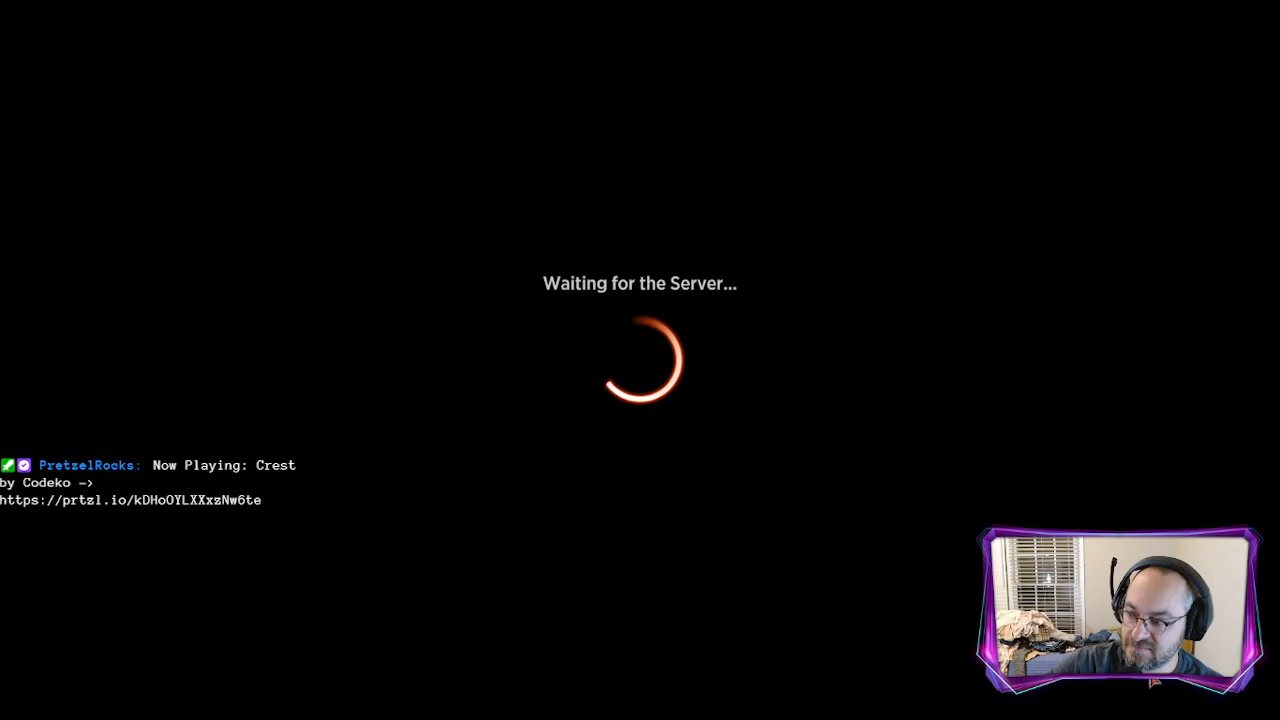 Waiting for the Server...
PretzelRocks: Now Playing: Crest
by Codeko ->
https://prtzl.io/kDHoOYLXXxzNw6te